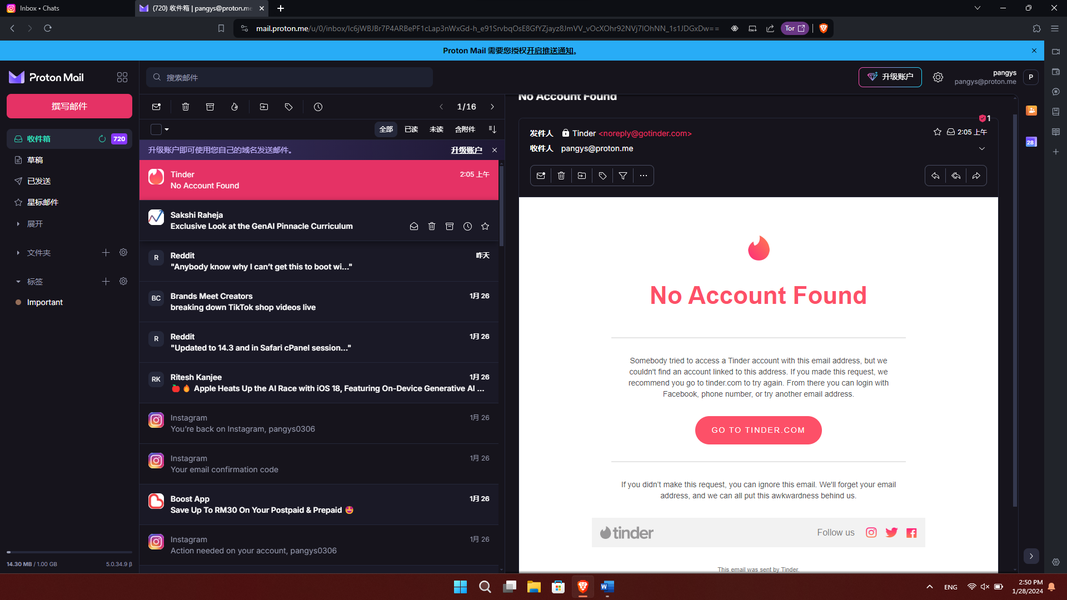 Inbox • Chats
(720) 收件箱 | pangys@proton.m
mail.proton.me/u/0/inbox/
Tor
Proton Mail 需要您授权开启推送通知。
Proton Mail
搜索邮件
升级账户
pangys
pangys@proton.me
P
撰写邮件
收件箱
720
草稿
已发送
星标邮件
展开
文件夹
标签
Important
14.30 MB / 1.00 GB
5.0.34.9 β
1/16
全部
已读
未读
含附件
升级账户即可使用您自己的域名发送邮件。
升级账户
Tinder
2:05 上午
No Account Found
Sakshi Raheja
Exclusive Look at the GenAI Pinnacle Curriculum
R
Reddit
昨天
"Anybody know why I can't get this to boot wi..."
BC
Brands Meet Creators
1月 26
breaking down TikTok shop videos live
R
Reddit
1月 26
"Updated to 14.3 and in Safari cPanel session..."
RK
Ritesh Kanjee
1月 26
🍎 🔥 Apple Heats Up the AI Race with iOS 18, Featuring On-Device Generative AI ...
Instagram
1月 26
You're back on Instagram, pangys0306
Instagram
1月 26
Your email confirmation code
Boost App
1月 26
Save Up To RM30 On Your Postpaid & Prepaid 🤩
Instagram
1月 26
Action needed on your account, pangys0306
No Account Found
1
发件人
Tinder <noreply@gotinder.com>
2:05 上午
收件人
pangys@proton.me
No Account Found
Somebody tried to access a Tinder account with this email address, but we
couldn't find an account linked to this address. If you made this request, we
recommend you go to tinder.com to try again. From there you can login with
Facebook, phone number, or try another email address.
GO TO TINDER.COM
If you didn't make this request, you can ignore this email. We'll forget your email
address, and we can all put this awkwardness behind us.
tinder
Follow us
This email was sent by Tinder.
28
ENG
2:50 PM
1/28/2024